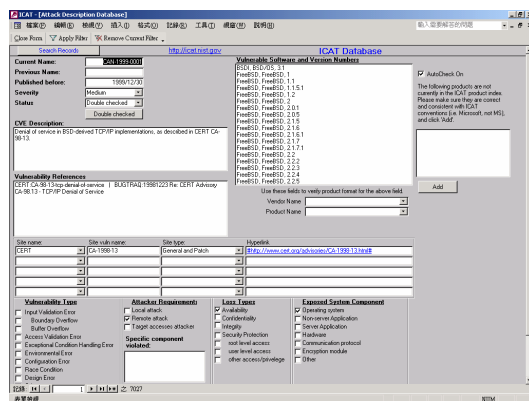 ICAT - [Attack Description Database]
檔案(F) 編輯(E) 檢視(V) 插入(I) 格式(O) 記錄(R) 工具(T) 視窗(W) 說明(H)
輸入需要解答的問題
Close Form Apply Filter Remove Current Filter
Search Records http://icat.nist.gov ICAT Database
Current Name: CAN-1999-0001
Previous Name:
Published before: 1999/12/30
Severity Medium
Status Double checked
Double checked
CVE Description:
Denial of service in BSD-derived TCP/IP implementations, as described in CERT CA-
98-13.
Vulnerability References
CERT:CA-98-13-tcp-denial-of-service | BUGTRAQ:19981223 Re: CERT Advisory
CA-98.13 - TCP/IP Denial of Service
Vulnerable Software and Version Numbers
BSDI, BSD/OS, 3.1
FreeBSD, FreeBSD, 1
FreeBSD, FreeBSD, 1.1
FreeBSD, FreeBSD, 1.1.5.1
FreeBSD, FreeBSD, 1.2
FreeBSD, FreeBSD, 2
FreeBSD, FreeBSD, 2.0.1
FreeBSD, FreeBSD, 2.0.5
FreeBSD, FreeBSD, 2.1.5
FreeBSD, FreeBSD, 2.1.6
FreeBSD, FreeBSD, 2.1.6.1
FreeBSD, FreeBSD, 2.1.7
FreeBSD, FreeBSD, 2.1.7.1
FreeBSD, FreeBSD, 2.2
FreeBSD, FreeBSD, 2.2.2
FreeBSD, FreeBSD, 2.2.3
FreeBSD, FreeBSD, 2.2.4
FreeBSD, FreeBSD, 2.2.5
Use these fields to verify product format for the above field
Vendor Name
Product Name
AutoCheck On
The following products are not
currently in the ICAT product index.
Please make sure they are correct
and consistent with ICAT
conventions (i.e. Microsoft, not MS),
and click 'Add'.
Add
Site name: Site vuln name: Site type: Hyperlink
CERT CA-1998-13 General and Patch #http://www.cert.org/advisories/CA-1998-13.html#
Vulnerability Type
Input Validation Error
Boundary Overflow
Buffer Overflow
Access Validation Error
Exceptional Condition Handling Error
Environmental Error
Configuration Error
Race Condition
Design Error
Attacker Requirements
Local attack
Remote attack
Target accesses attacker
Specific component
violated:
Loss Types
Availability
Confidentiality
Integrity
Security Protection
root level access
user level access
other access/privelege
Exposed System Component
Operating system
Non-server Application
Server Application
Hardware
Communication protocol
Encryption module
Other
記錄: 1 之 7027
NUM